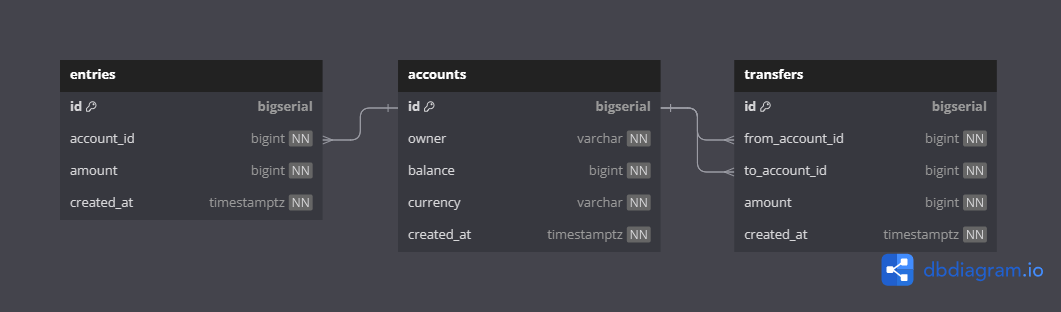 entries
id bigserial
account_id bigint NN
amount bigint NN
created_at timestamptz NN
accounts
id bigserial
owner varchar NN
balance bigint NN
currency varchar NN
created_at timestamptz NN
transfers
id bigserial
from_account_id bigint NN
to_account_id bigint NN
amount bigint NN
created_at timestamptz NN
dbdiagram.io